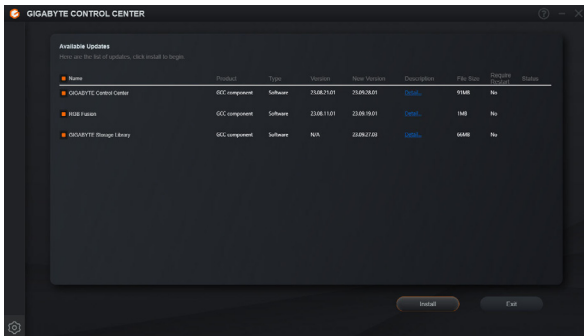 GIGABYTE CONTROL CENTER
Available Updates
Here are the list of updates, click install to begin.
Name Product Type Version New Version Description File Size Require Restart Status
GIGABYTE Control Center GCC component Software 23.08.21.01 23.09.28.01 Detail... 91MB No
RGB Fusion GCC component Software 23.08.11.01 23.09.19.01 Detail... 1MB No
GIGABYTE Storage Library GCC component Software N/A 23.09.27.03 Detail... 66MB No
Install Exit